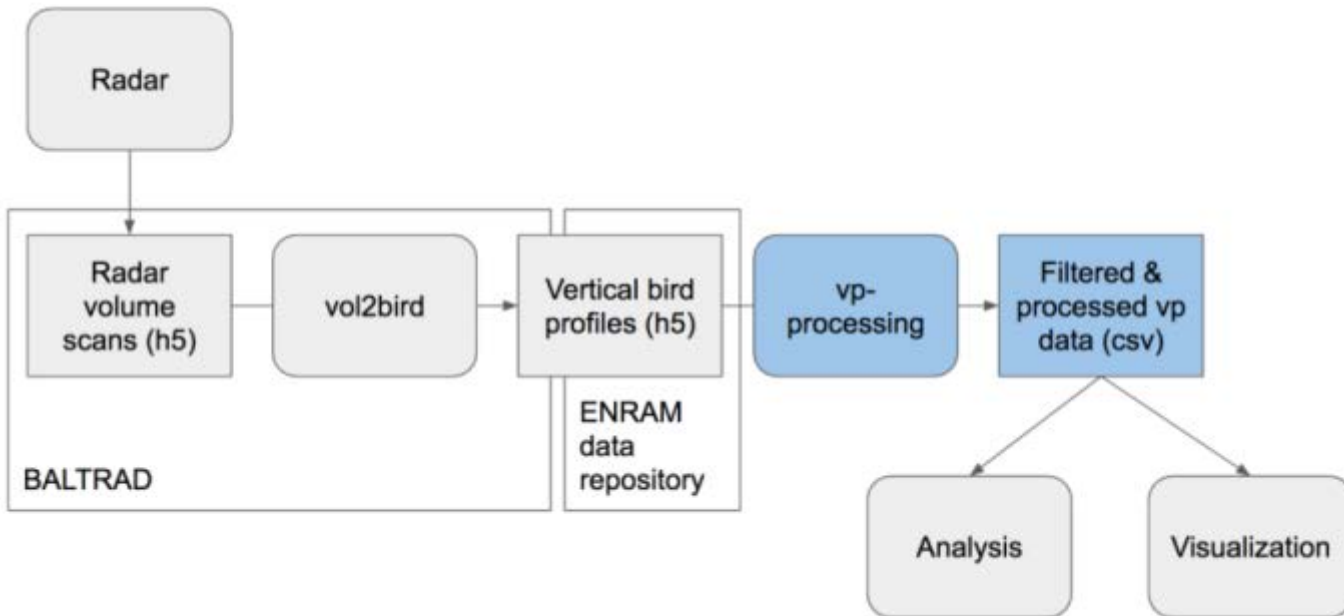 Radar
Radar
volume
scans (h5)
vol2bird
Vertical bird
profiles (h5)
vp-
processing
Filtered &
processed vp
data (csv)
BALTRAD
ENRAM
data
repository
Analysis
Visualization